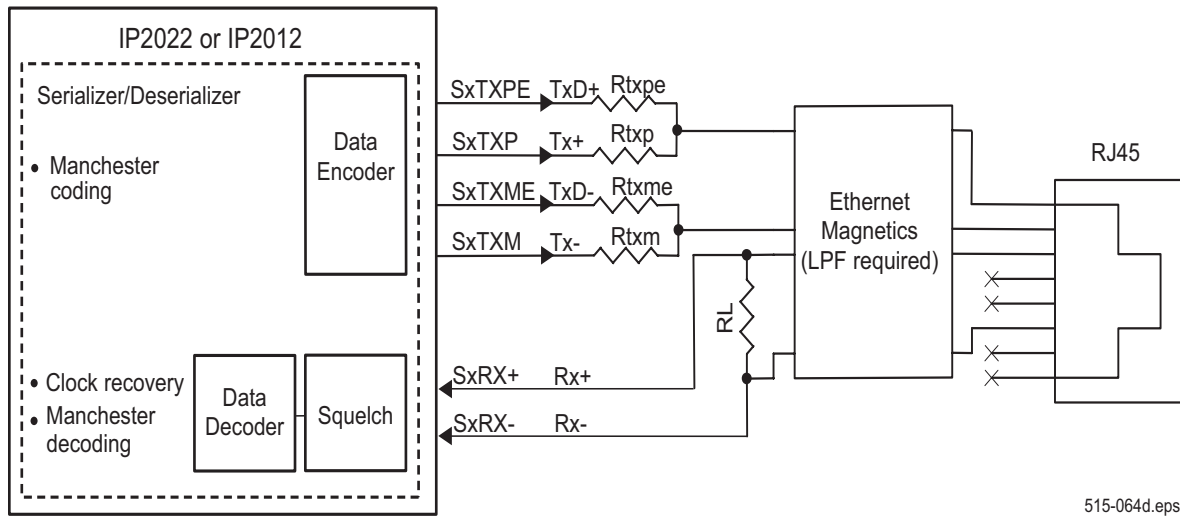 IP2022 or IP2012
Serializer/Deserializer
• Manchester
coding
Data
Encoder
SxTXPE TxD+ Rtxpe
SxTXP Tx+ Rtxp
SxTXME TxD- Rtxme
SxTXM Tx- Rtxm
RL
Ethernet
Magnetics
(LPF required)
RJ45
• Clock recovery
• Manchester
decoding
Data
Decoder
Squelch
SxRX+ Rx+
SxRX- Rx-
515-064d.eps